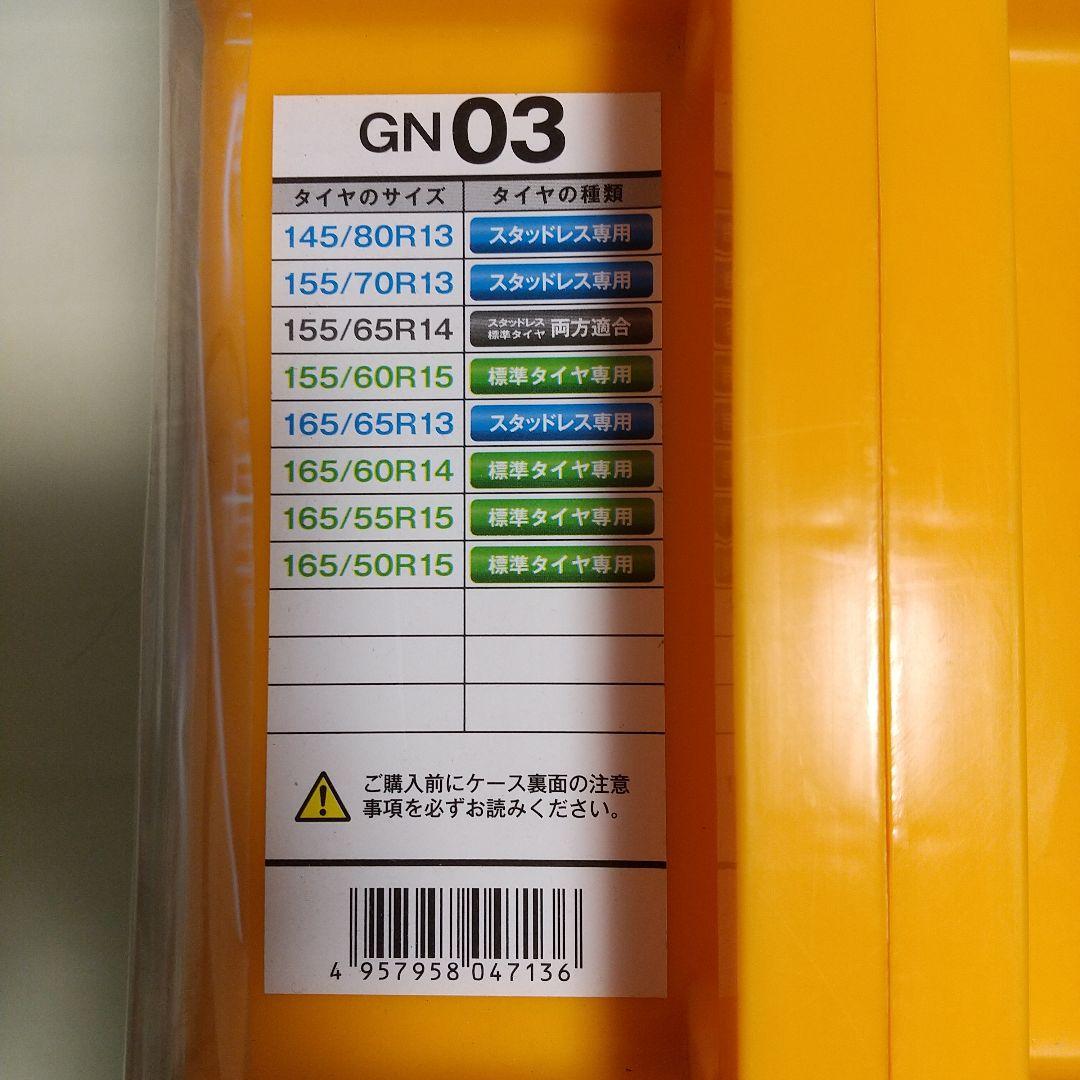 GN03
タイヤのサイズ タイヤの種類
145/80R13 スタッドレス専用
155/70R13 スタッドレス専用
155/65R14 スタッドレス 標準タイヤ 両方適合
155/60R15 標準タイヤ専用
165/65R13 スタッドレス専用
165/60R14 標準タイヤ専用
165/55R15 標準タイヤ専用
165/50R15 標準タイヤ専用
ご購入前にケース裏面の注意
事項を必ずお読みください。
4 957958 047136